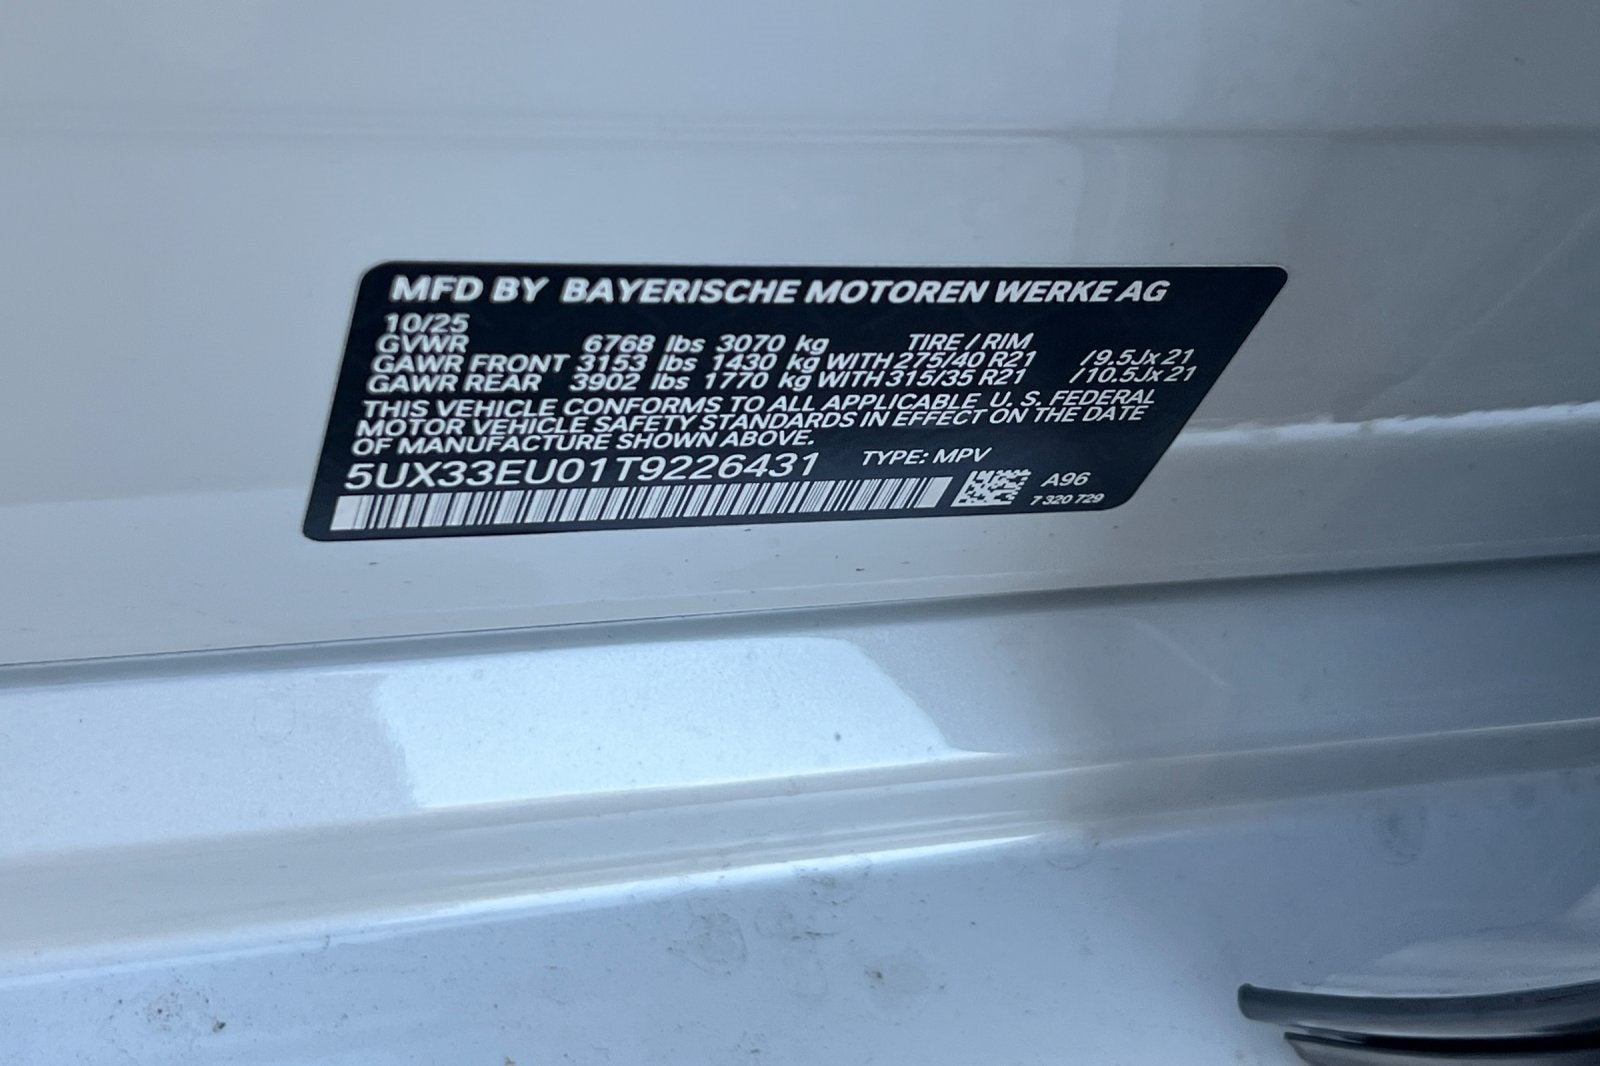 MFD BY BAYERISCHE MOTOREN WERKE AG
10/25
GVWR 6768 lbs 3070 kg TIRE / RIM
GAWR FRONT 3153 lbs 1430 kg WITH 275/40 R21 /9.5Jx21
GAWR REAR 3902 lbs 1770 kg WITH 315/35 R21 /10.5Jx21
THIS VEHICLE CONFORMS TO ALL APPLICABLE U. S. FEDERAL
MOTOR VEHICLE SAFETY STANDARDS IN EFFECT ON THE DATE
OF MANUFACTURE SHOWN ABOVE.
5UX33EU01T9226431 TYPE: MPV
A96
7 320 729